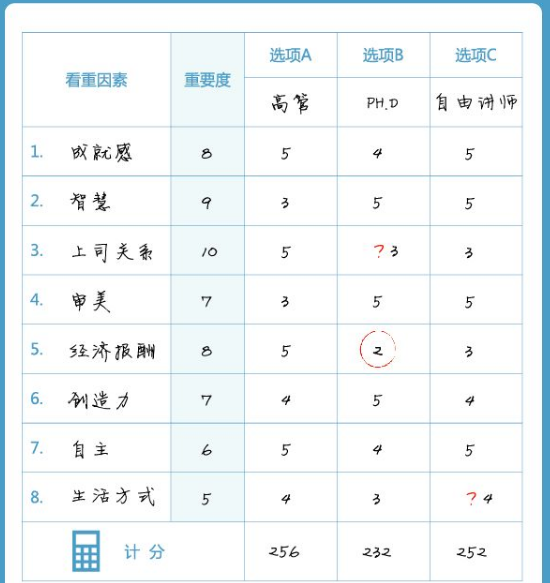 看重因素 重要度 选项A 选项B 选项C
高管 PH.D 自由讲师
1. 成就感 8 5 4 5
2. 智慧 9 3 5 5
3. 上司关系 10 5 ?3 3
4. 审美 7 3 5 5
5. 经济报酬 8 5 2 3
6. 创造力 7 4 5 4
7. 自主 6 5 4 5
8. 生活方式 5 4 3 ?4
计分 256 232 252